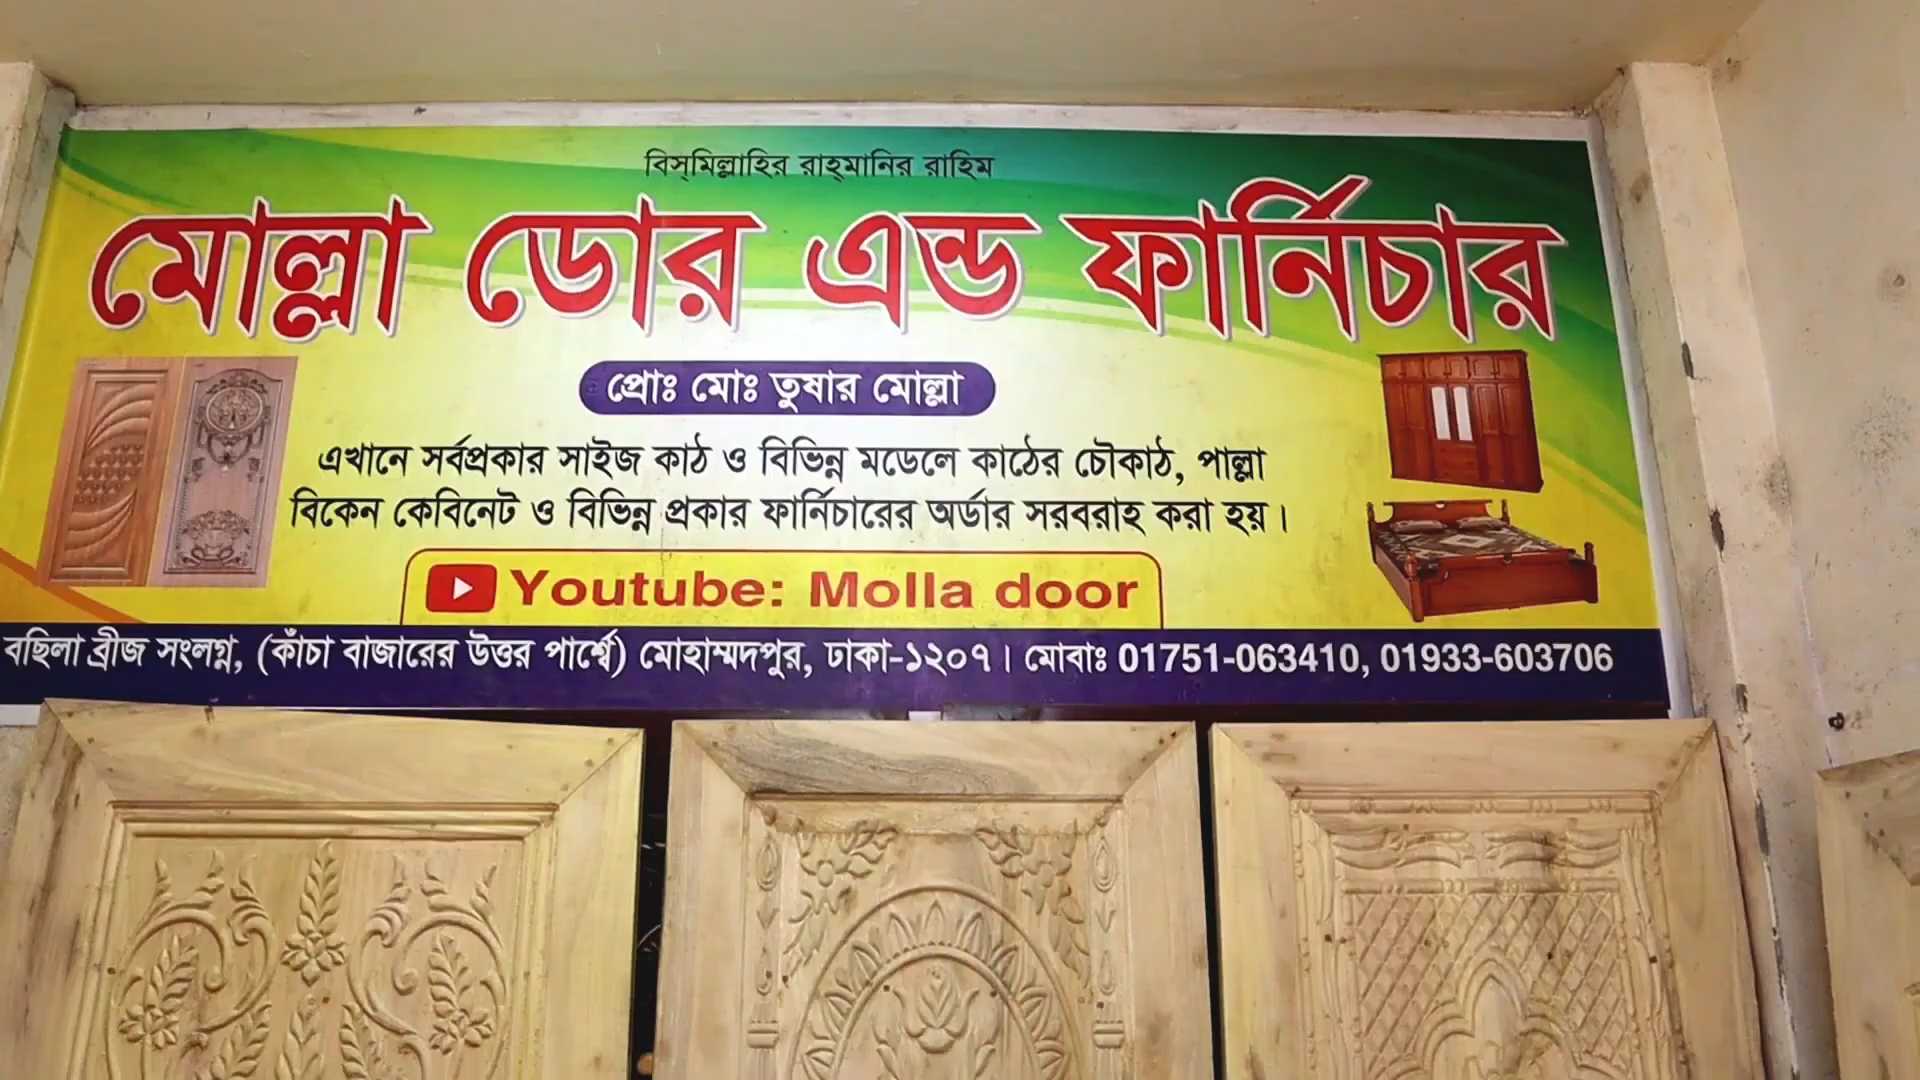 বিস্‌মিল্লাহির রাহ্‌মানির রাহিম
মোল্লা ডোর এন্ড ফার্নিচার
প্রোঃ মোঃ তুষার মোল্লা
এখানে সর্বপ্রকার সাইজ কাঠ ও বিভিন্ন মডেলে কাঠের চৌকাঠ, পাল্লা
বিকেন কেবিনেট ও বিভিন্ন প্রকার ফার্নিচারের অর্ডার সরবরাহ করা হয়।
Youtube: Molla door
বছিলা ব্রীজ সংলগ্ন, (কাঁচা বাজারের উত্তর পার্শ্বে) মোহাম্মদপুর, ঢাকা-১২০৭। মোবাঃ 01751-063410, 01933-603706